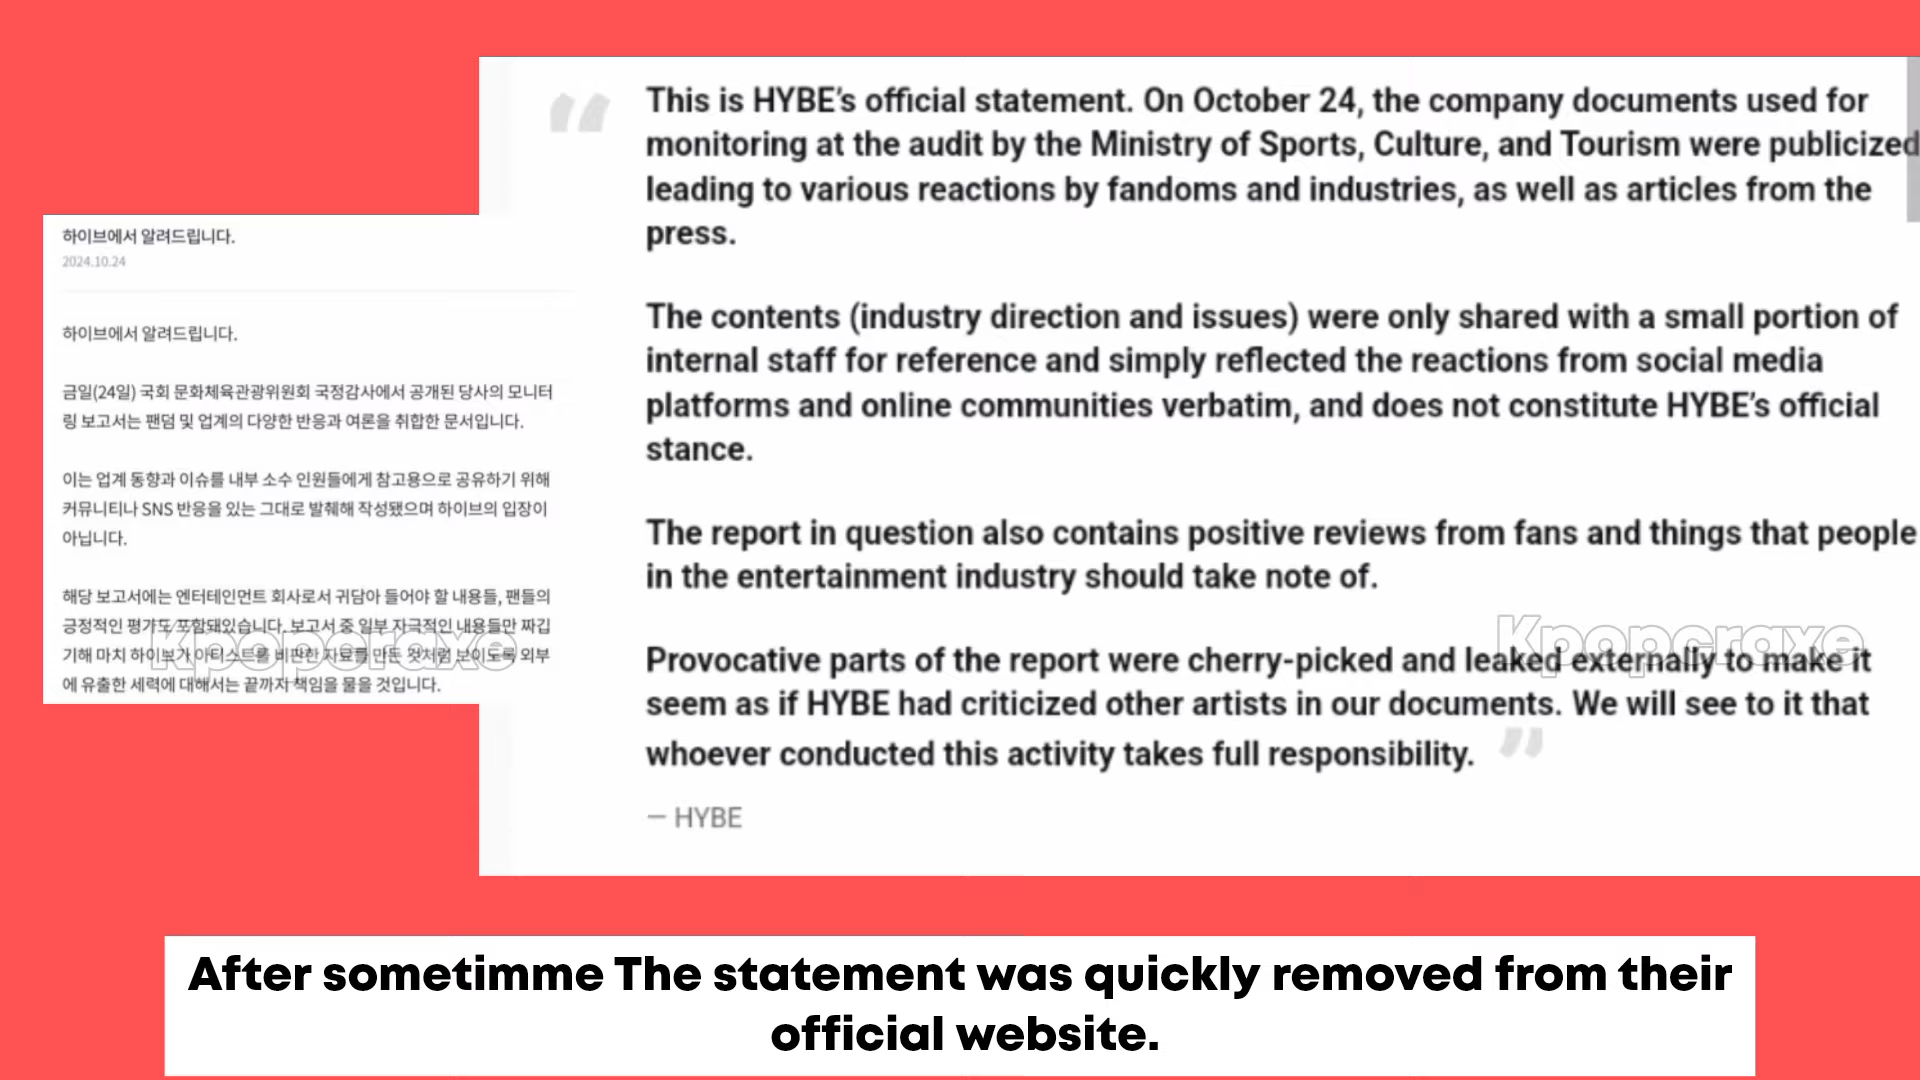 하이브에서 알려드립니다.
2024.10.24
하이브에서 알려드립니다.
금일(24일) 국회 문화체육관광위원회 국정감사에서 공개된 당사의 모니터
링 보고서는 팬덤 및 업계의 다양한 반응과 여론을 취합한 문서입니다.
이는 업계 동향과 이슈를 내부 소수 인원들에게 참고용으로 공유하기 위해
커뮤니티나 SNS 반응을 있는 그대로 발췌해 작성됐으며 하이브의 입장이
아닙니다.
해당 보고서에는 엔터테인먼트 회사로서 귀담아 들어야 할 내용들, 팬들의
긍정적인 평가도 포함돼있습니다. 보고서 중 일부 자극적인 내용들만 짜깁
기해 마치 하이브가 아티스트를 비판한 자료를 만든 것처럼 보이도록 외부
에 유출한 세력에 대해서는 끝까지 책임을 물을 것입니다.
Kpopcraxe
“
This is HYBE’s official statement. On October 24, the company documents used for
monitoring at the audit by the Ministry of Sports, Culture, and Tourism were publicized
leading to various reactions by fandoms and industries, as well as articles from the
press.
The contents (industry direction and issues) were only shared with a small portion of
internal staff for reference and simply reflected the reactions from social media
platforms and online communities verbatim, and does not constitute HYBE’s official
stance.
The report in question also contains positive reviews from fans and things that people
in the entertainment industry should take note of.
Provocative parts of the report were cherry-picked and leaked externally to make it
seem as if HYBE had criticized other artists in our documents. We will see to it that
whoever conducted this activity takes full responsibility. ”
— HYBE
Kpopcraxe
After sometimme The statement was quickly removed from their
official website.